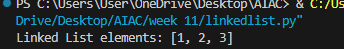 PS C:\Users\User\OneDrive\Desktop\AIAC> & C:/Us
Drive/Desktop/AIAC/week 11/linkedlist.py"
Linked List elements: [1, 2, 3]